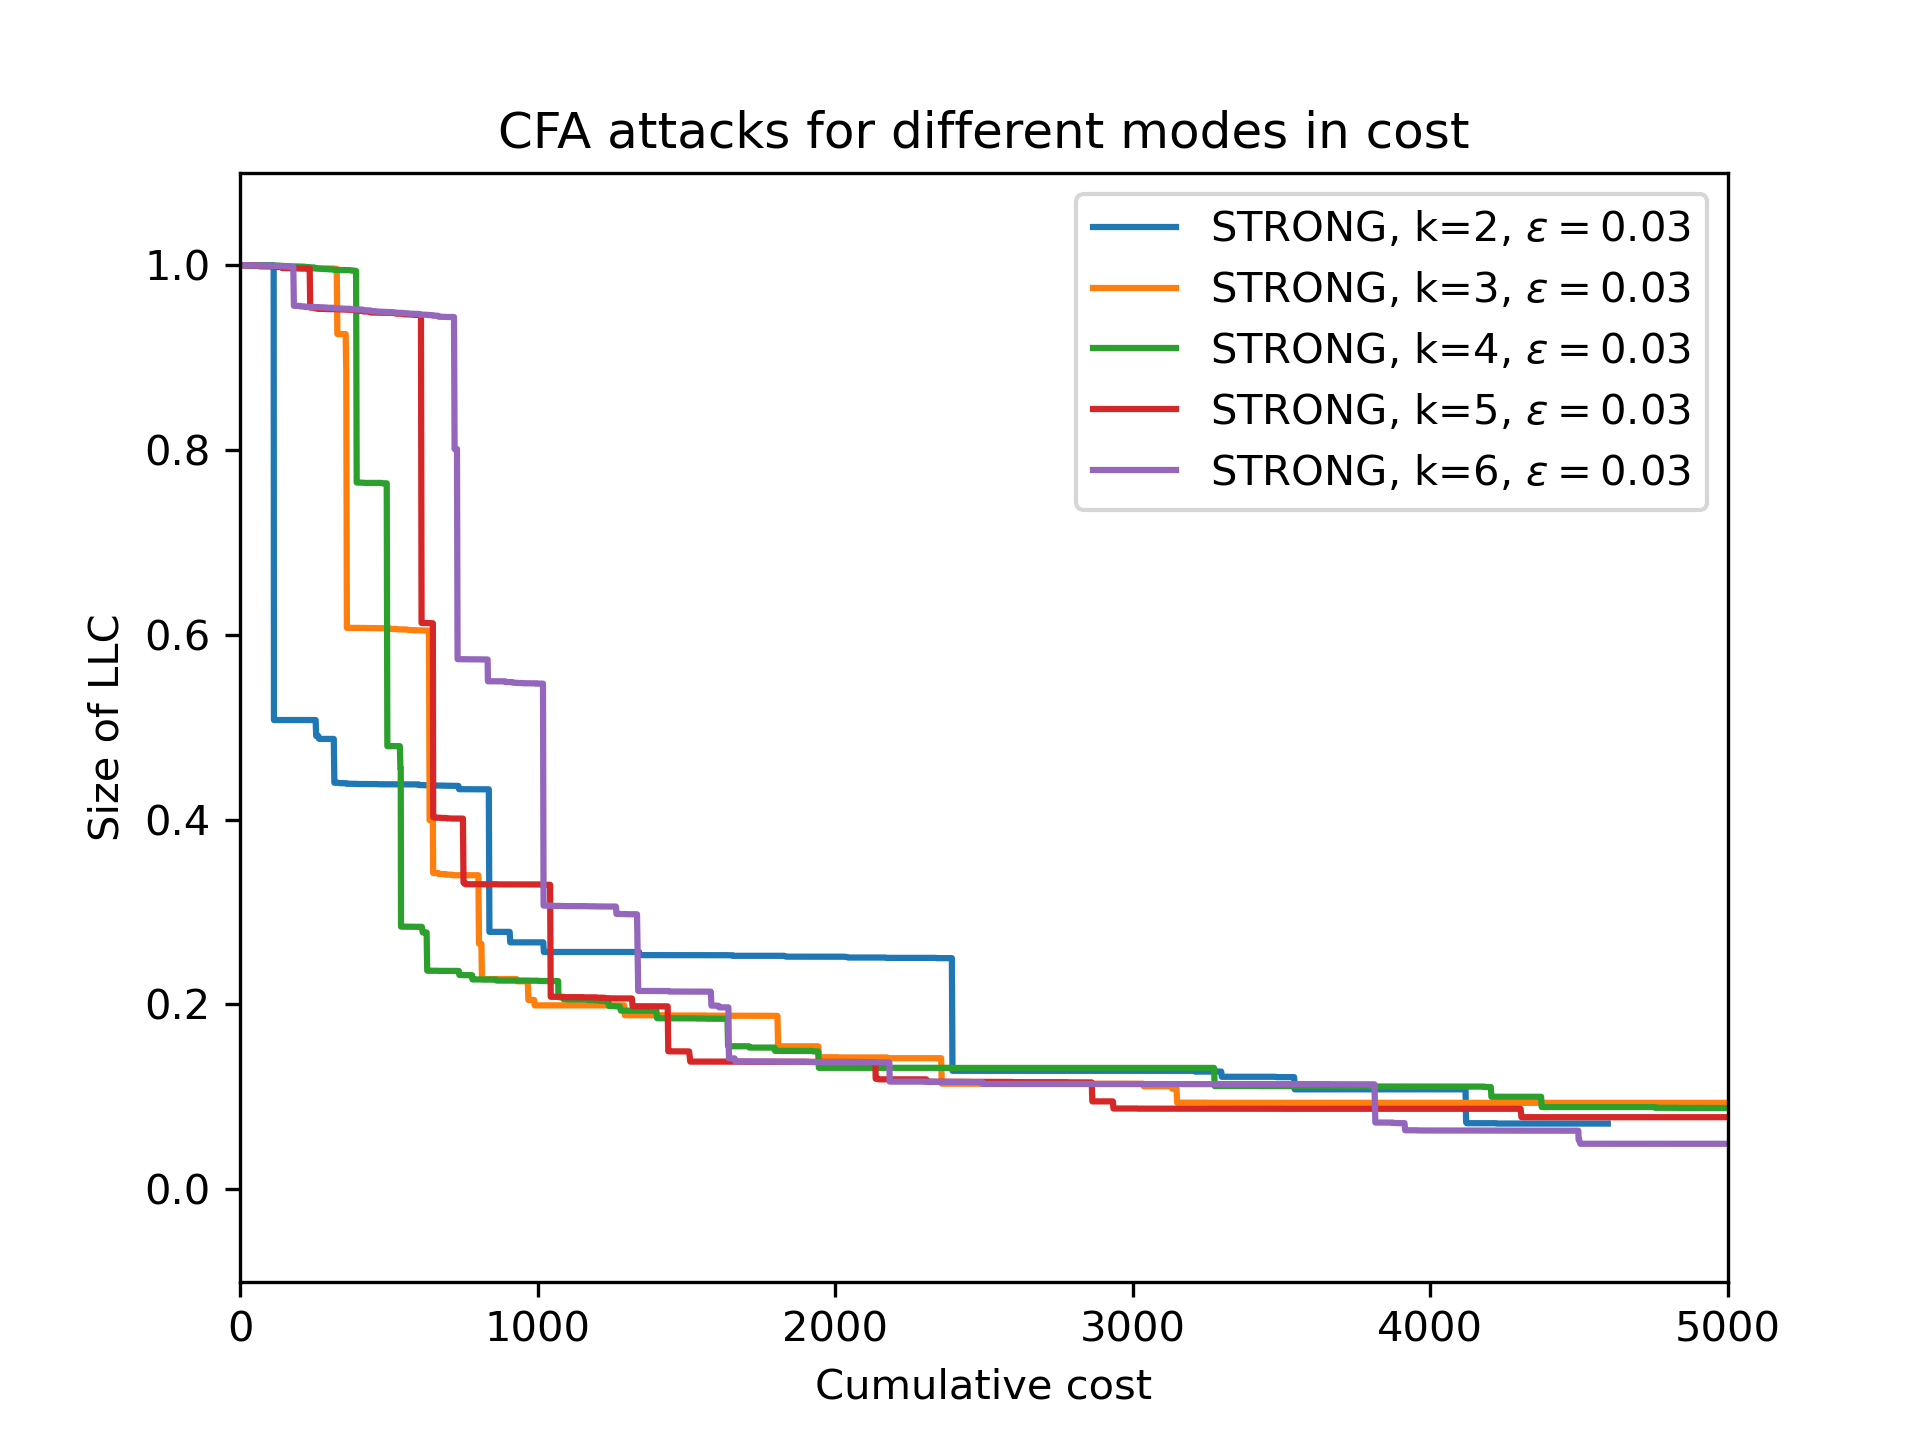 CFA attacks for different modes in cost
STRONG, k=2, ε = 0.03
STRONG, k=3, ε = 0.03
STRONG, k=4, ε = 0.03
STRONG, k=5, ε = 0.03
STRONG, k=6, ε = 0.03
Size of LLC
1.0
0.8
0.6
0.4
0.2
0.0
0 1000 2000 3000 4000 5000
Cumulative cost